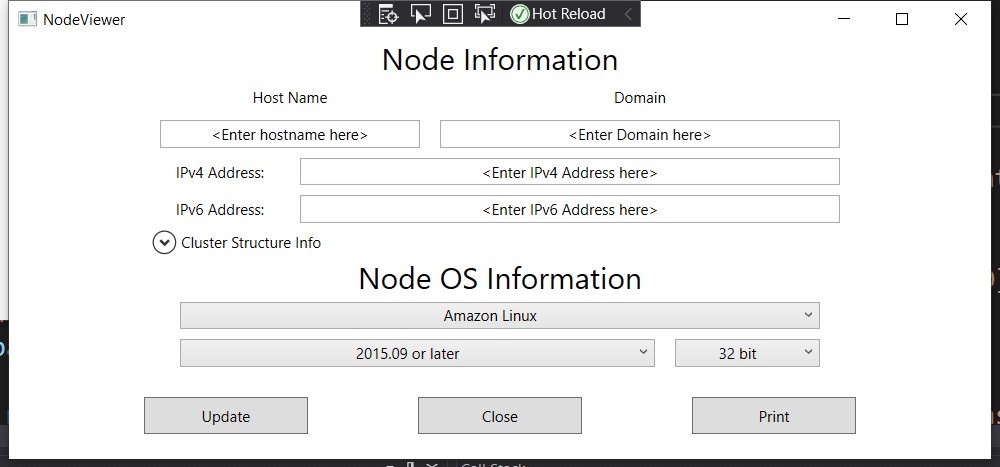 NodeViewer
Hot Reload
Node Information
Host Name Domain
<Enter hostname here> <Enter Domain here>
IPv4 Address: <Enter IPv4 Address here>
IPv6 Address: <Enter IPv6 Address here>
Cluster Structure Info
Node OS Information
Amazon Linux
2015.09 or later 32 bit
Update Close Print